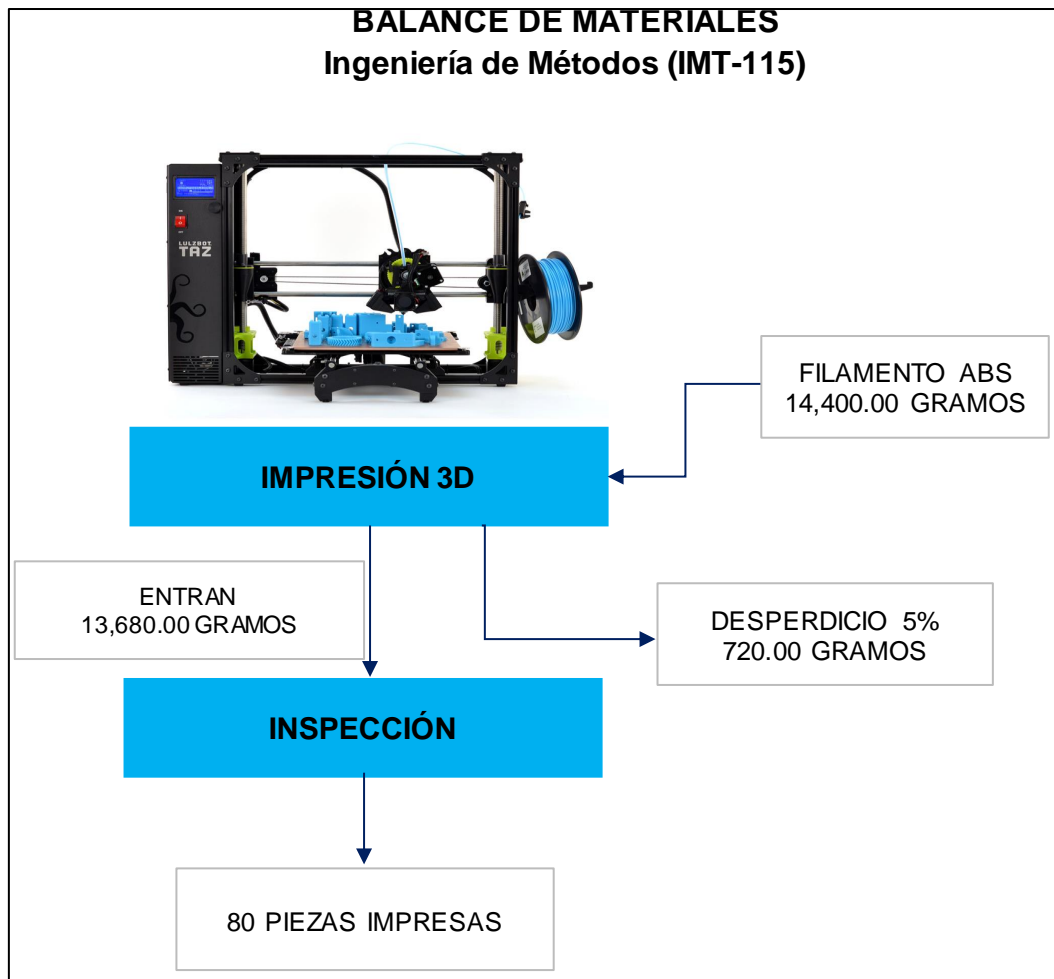 BALANCE DE MATERIALES
Ingeniería de Métodos (IMT-115)
LULZBOT
TAZ
FILAMENTO ABS
14,400.00 GRAMOS
IMPRESIÓN 3D
ENTRAN
13,680.00 GRAMOS
DESPERDICIO 5%
720.00 GRAMOS
INSPECCIÓN
80 PIEZAS IMPRESAS